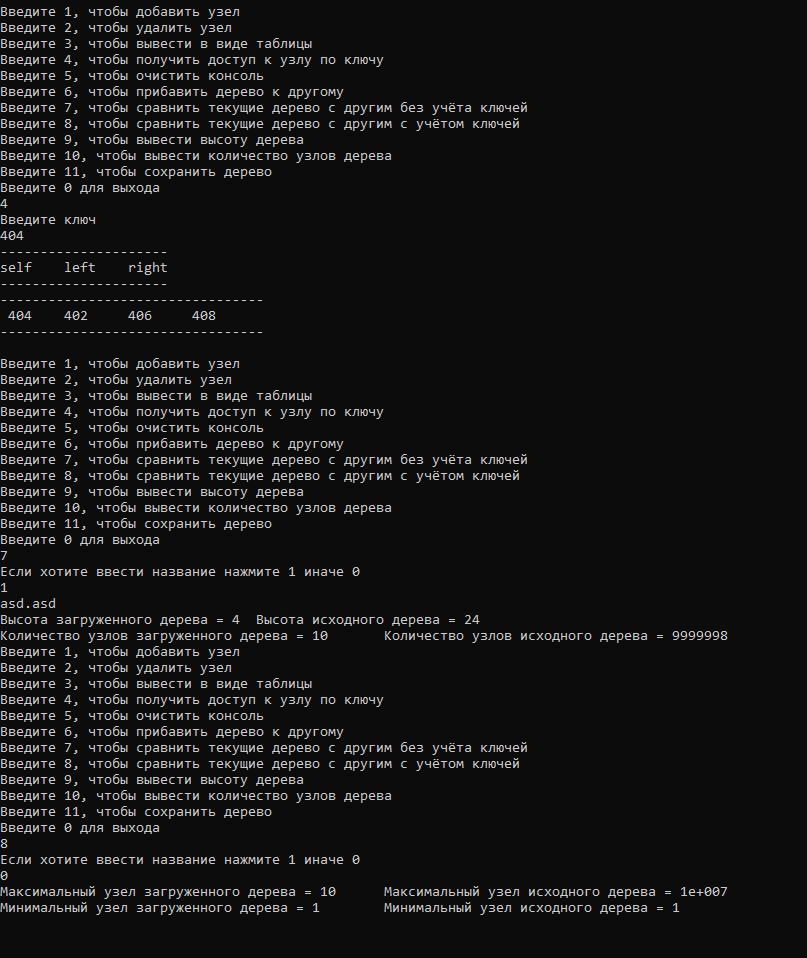 Введите 1, чтобы добавить узел
Введите 2, чтобы удалить узел
Введите 3, чтобы вывести в виде таблицы
Введите 4, чтобы получить доступ к узлу по ключу
Введите 5, чтобы очистить консоль
Введите 6, чтобы прибавить дерево к другому
Введите 7, чтобы сравнить текущие дерево с другим без учёта ключей
Введите 8, чтобы сравнить текущие дерево с другим с учётом ключей
Введите 9, чтобы вывести высоту дерева
Введите 10, чтобы вывести количество узлов дерева
Введите 11, чтобы сохранить дерево
Введите 0 для выхода
4
Введите ключ
404
---------------------
self    left    right
---------------------
---------------------------------
 404    402     406     408
---------------------------------
Введите 1, чтобы добавить узел
Введите 2, чтобы удалить узел
Введите 3, чтобы вывести в виде таблицы
Введите 4, чтобы получить доступ к узлу по ключу
Введите 5, чтобы очистить консоль
Введите 6, чтобы прибавить дерево к другому
Введите 7, чтобы сравнить текущие дерево с другим без учёта ключей
Введите 8, чтобы сравнить текущие дерево с другим с учётом ключей
Введите 9, чтобы вывести высоту дерева
Введите 10, чтобы вывести количество узлов дерева
Введите 11, чтобы сохранить дерево
Введите 0 для выхода
7
Если хотите ввести название нажмите 1 иначе 0
1
asd.asd
Высота загруженного дерева = 4  Высота исходного дерева = 24
Количество узлов загруженного дерева = 10       Количество узлов исходного дерева = 9999998
Введите 1, чтобы добавить узел
Введите 2, чтобы удалить узел
Введите 3, чтобы вывести в виде таблицы
Введите 4, чтобы получить доступ к узлу по ключу
Введите 5, чтобы очистить консоль
Введите 6, чтобы прибавить дерево к другому
Введите 7, чтобы сравнить текущие дерево с другим без учёта ключей
Введите 8, чтобы сравнить текущие дерево с другим с учётом ключей
Введите 9, чтобы вывести высоту дерева
Введите 10, чтобы вывести количество узлов дерева
Введите 11, чтобы сохранить дерево
Введите 0 для выхода
8
Если хотите ввести название нажмите 1 иначе 0
0
Максимальный узел загруженного дерева = 10      Максимальный узел исходного дерева = 1e+007
Минимальный узел загруженного дерева = 1        Минимальный узел исходного дерева = 1